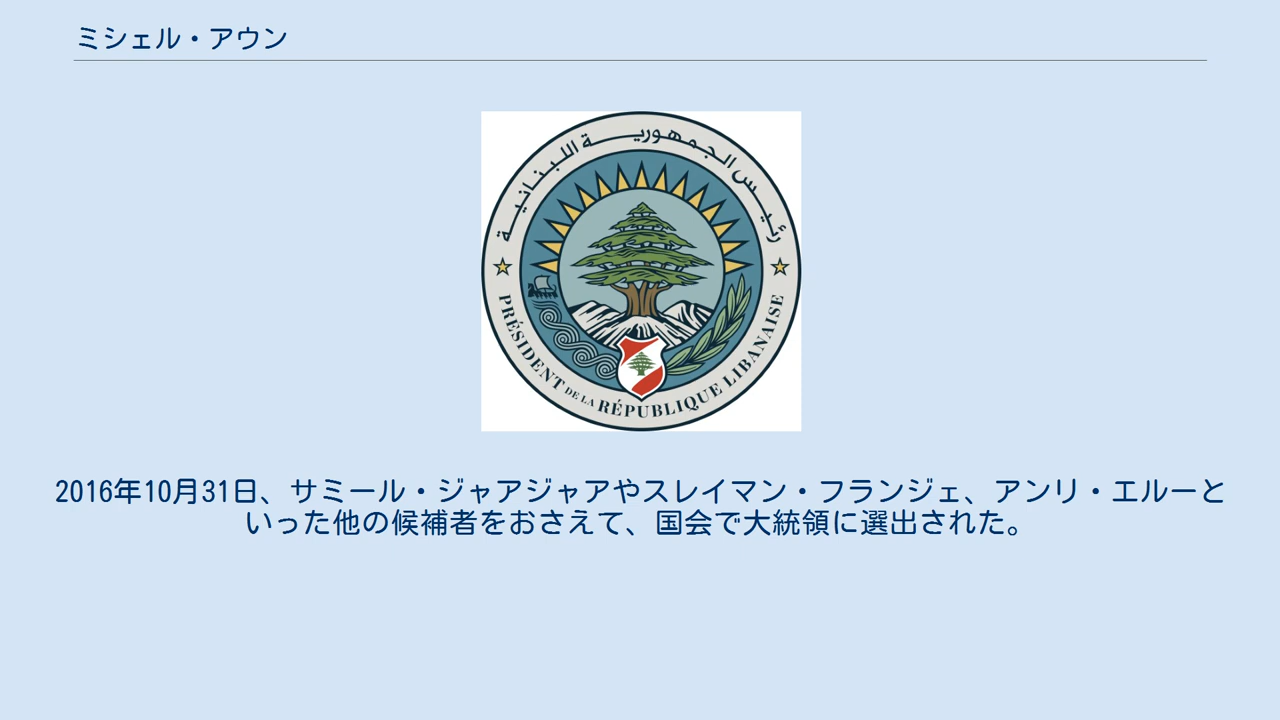 ミシェル・アウン
رئيس الجمهورية اللبنانية
PRÉSIDENT DE LA RÉPUBLIQUE LIBANAISE
2016年10月31日、サミール・ジャアジャアやスレイマン・フランジェ、アンリ・エルーと
いった他の候補者をおさえて、国会で大統領に選出された。